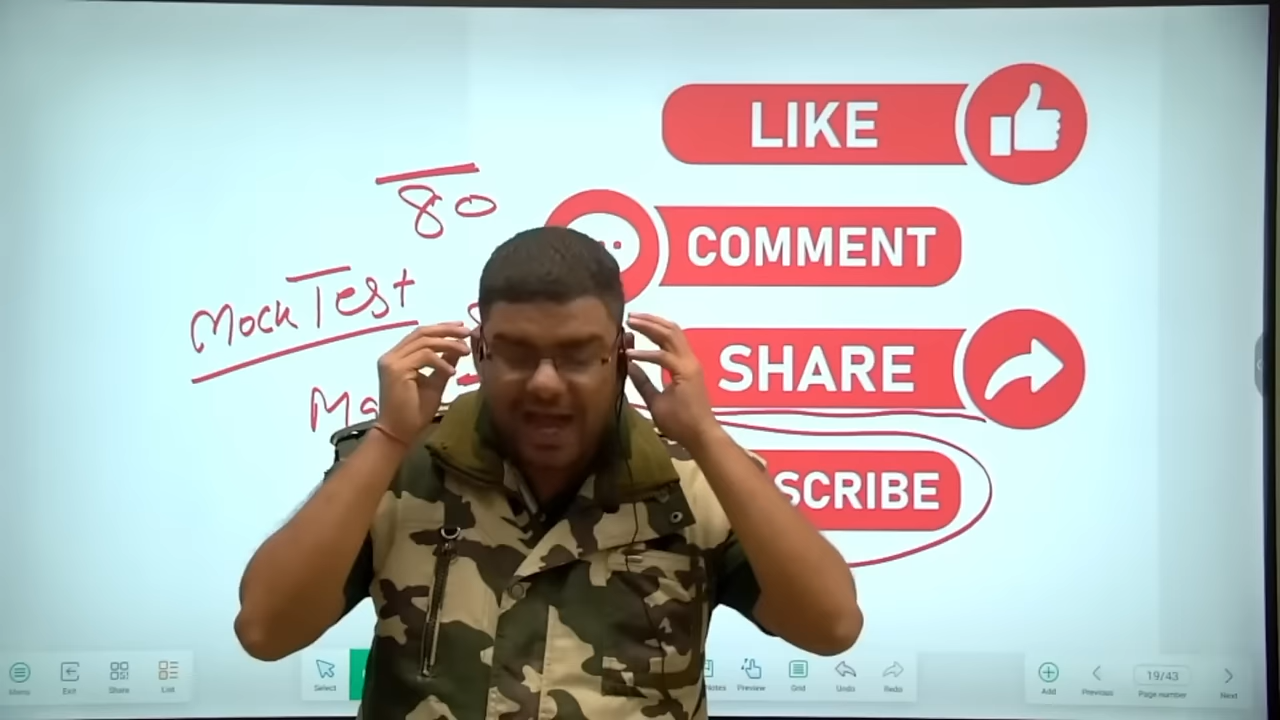 LIKE
80
COMMENT
Mock Test
SHARE
Ma
SCRIBE
Menu
Exit
Share
List
Select
Notes
Preview
Grid
Undo
Redo
Add
Previous
19/43
Page number
Next